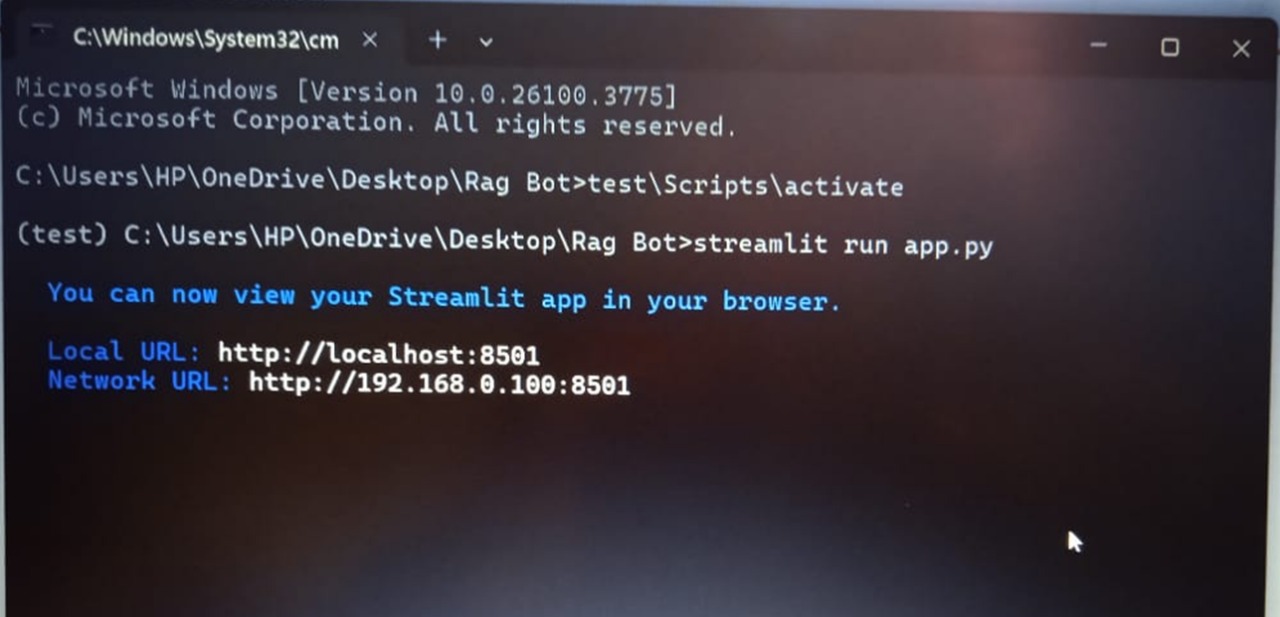 C:\Windows\System32\cm
Microsoft Windows [Version 10.0.26100.3775]
(c) Microsoft Corporation. All rights reserved.
C:\Users\HP\OneDrive\Desktop\Rag Bot>test\Scripts\activate
(test) C:\Users\HP\OneDrive\Desktop\Rag Bot>streamlit run app.py
You can now view your Streamlit app in your browser.
Local URL: http://localhost:8501
Network URL: http://192.168.0.100:8501